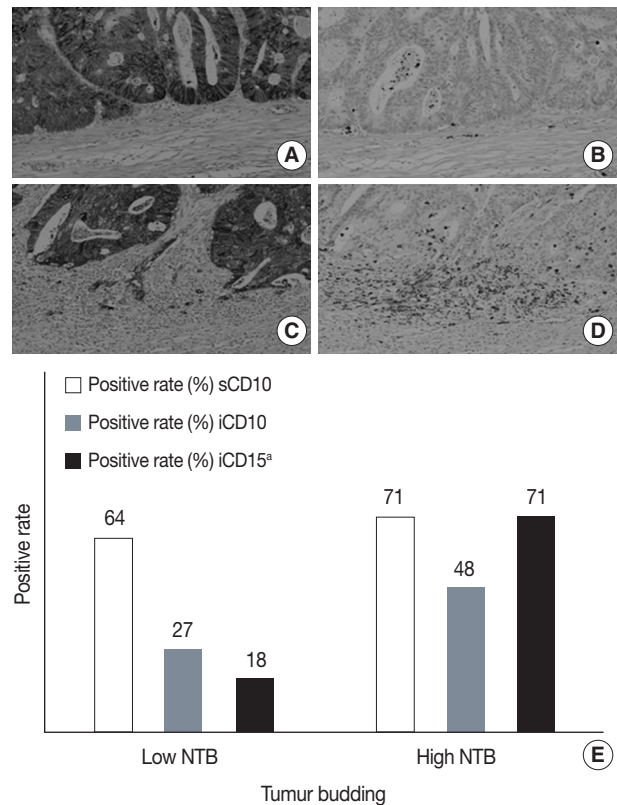 A
B
C
D
Positive rate (%) sCD10
Positive rate (%) iCD10
Positive rate (%) iCD15ᵃ
Positive rate
64
27
18
71
48
71
Low NTB
High NTB
E
Tumur budding